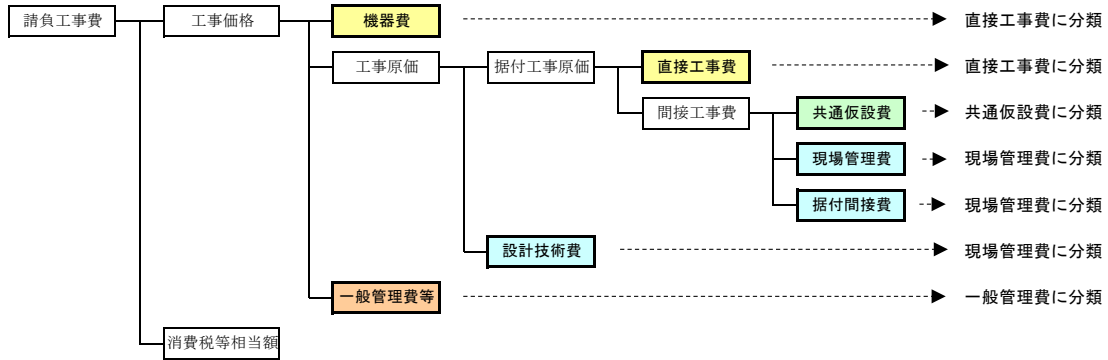 請負工事費 工事価格 機器費 直接工事費に分類
工事原価 据付工事原価 直接工事費 直接工事費に分類
間接工事費 共通仮設費 共通仮設費に分類
現場管理費 現場管理費に分類
据付間接費 現場管理費に分類
設計技術費 現場管理費に分類
一般管理費等 一般管理費に分類
消費税等相当額